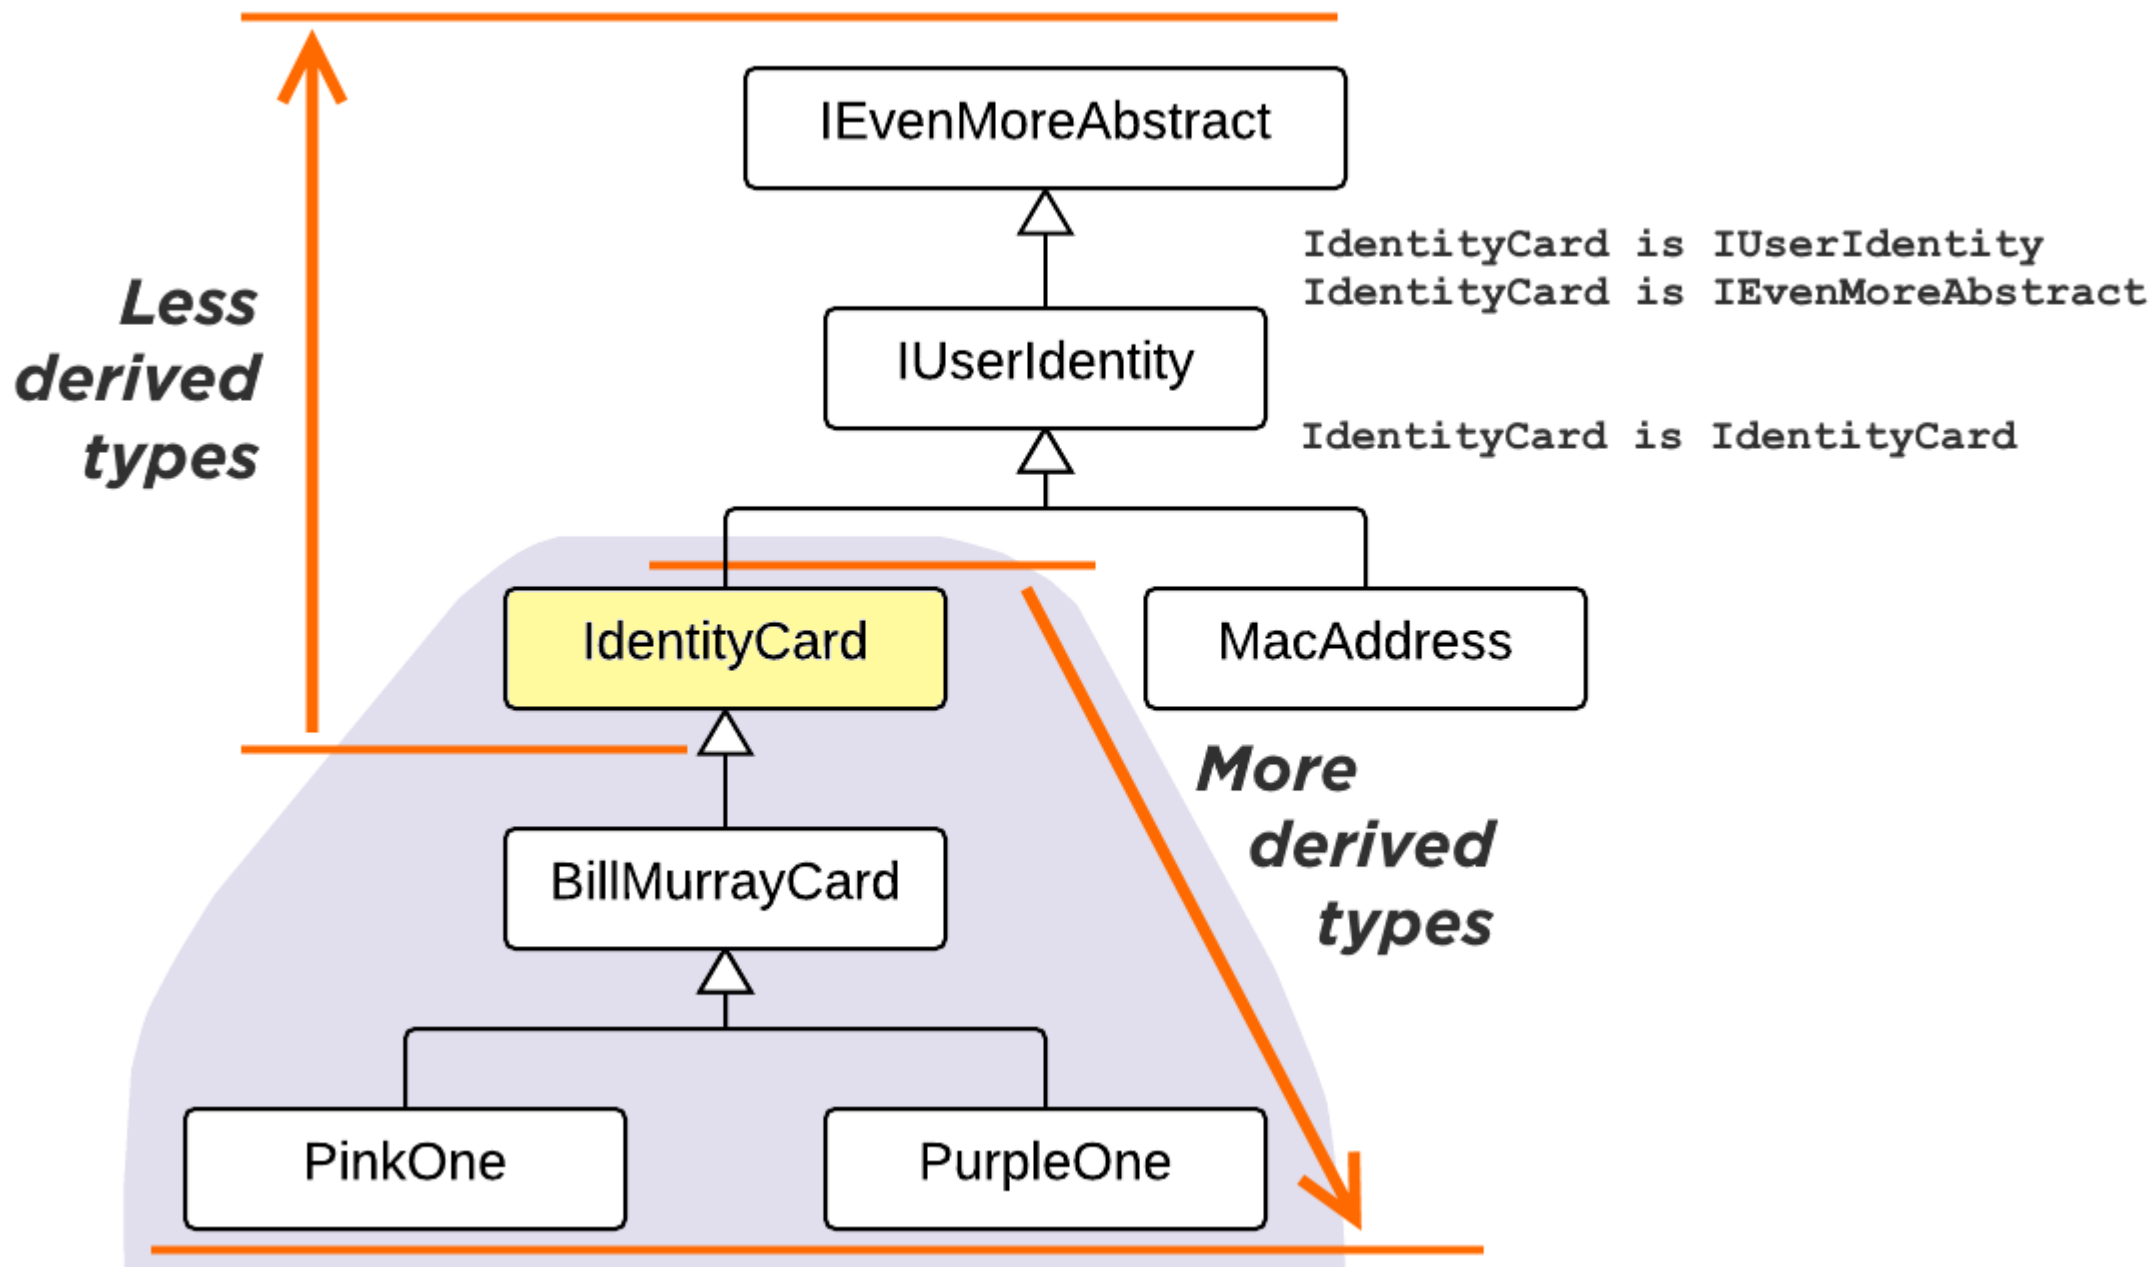 IEvenMoreAbstract
IdentityCard is IUserIdentity
IdentityCard is IEvenMoreAbstract
Less
derived
types
IUserIdentity
IdentityCard is IdentityCard
IdentityCard
MacAddress
More
derived
types
BillMurrayCard
PinkOne
PurpleOne